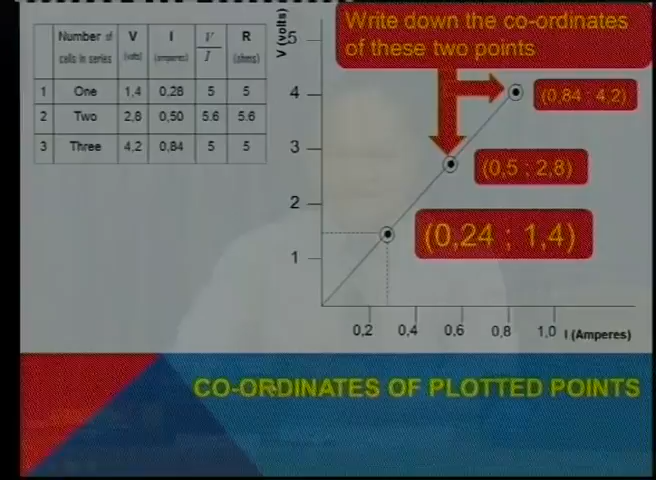 Number of cells in series V (volts) I (amperes) V/I R (ohms)
1 One 1,4 0,28 5 5
2 Two 2,8 0,50 5.6 5.6
3 Three 4,2 0,84 5 5
V (volts)
5
4
3
2
1
Write down the co-ordinates
of these two points
(0,84 ; 4,2)
(0,5 ; 2,8)
(0,24 ; 1,4)
0,2 0,4 0,6 0,8 1,0 I (Amperes)
CO-ORDINATES OF PLOTTED POINTS